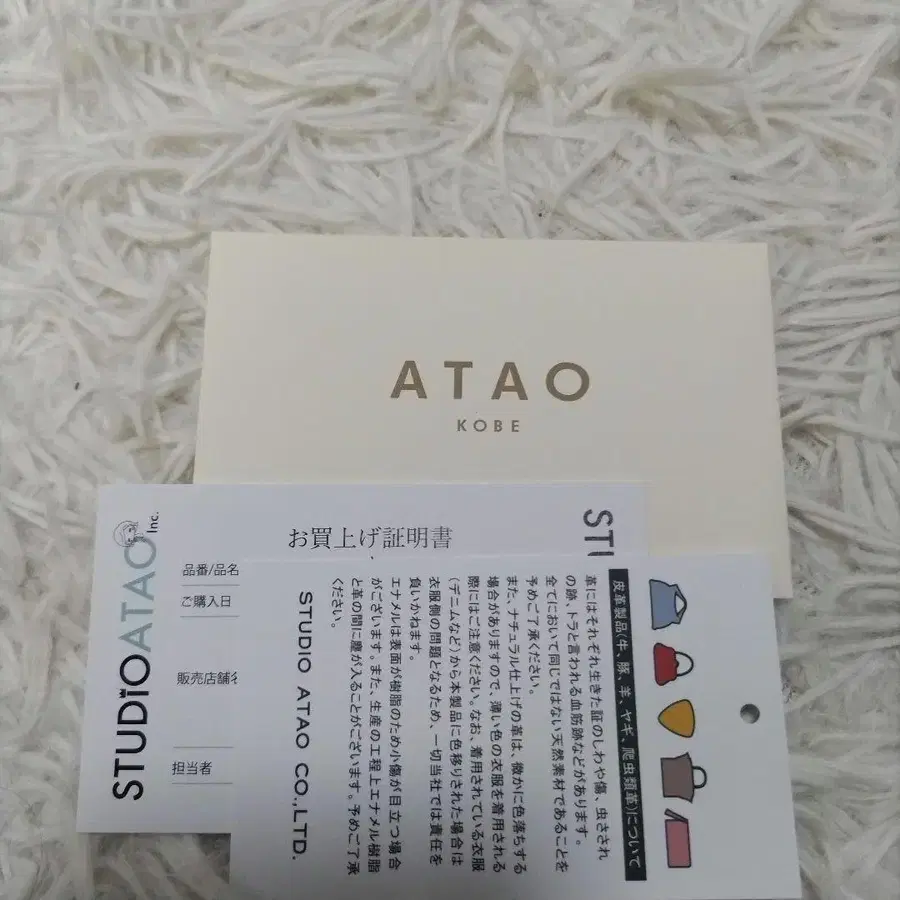 ATAO
KOBE
STUDIOATAO
Inc.
お買上げ証明書
品番/品名
ご購入日
販売店舗名
担当者
皮革製品(牛、豚、羊、ヤギ、爬虫類革)について
革にはそれぞれ生きた証のしわや傷、虫さされ
の跡、トラと言われる血筋跡などがあります。
全てにおいて同じではない天然素材であることを
予めご了承ください。
また、ナチュラル仕上げの革は、微かに色落ちする
場合がありますので、薄い色の衣服を着用される
際にはご注意ください。なお、着用されている衣服
(デニムなど)から本製品に色移りされた場合は
衣服側の問題となるため、一切当社では責任を
負いかねます。
エナメルは表面が樹脂のため小傷が目立つ場合
がございます。また、生産の工程上エナメル樹脂
と革の間に塵が入ることがございます。予めご了承
ください。
STUDIO ATAO CO.,LTD.